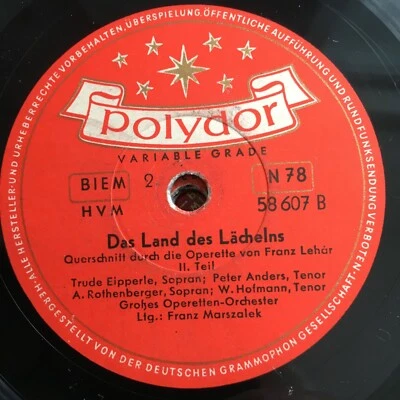 ·ALLE HERSTELLER-UND URHEBERRECHTE VORBEHALTEN, ÜBERSPIELUNG, ÖFFENTLICHE AUFFÜHRUNG UND RUNDFUNKSENDUNG VERBOTEN·
polydor
VARIABLE GRADE
BIEM 2 N 78
HVM 58 607 B
Das Land des Lächelns
Querschnitt durch die Operette von Franz Lehár
II. Teil
Trude Eipperle, Sopran; Peter Anders, Tenor
A. Rothenberger, Sopran; W. Hofmann, Tenor
Großes Operetten-Orchester
Ltg.: Franz Marszalek
HERGESTELLT VON DER DEUTSCHEN GRAMMOPHON GESELLSCHAFT